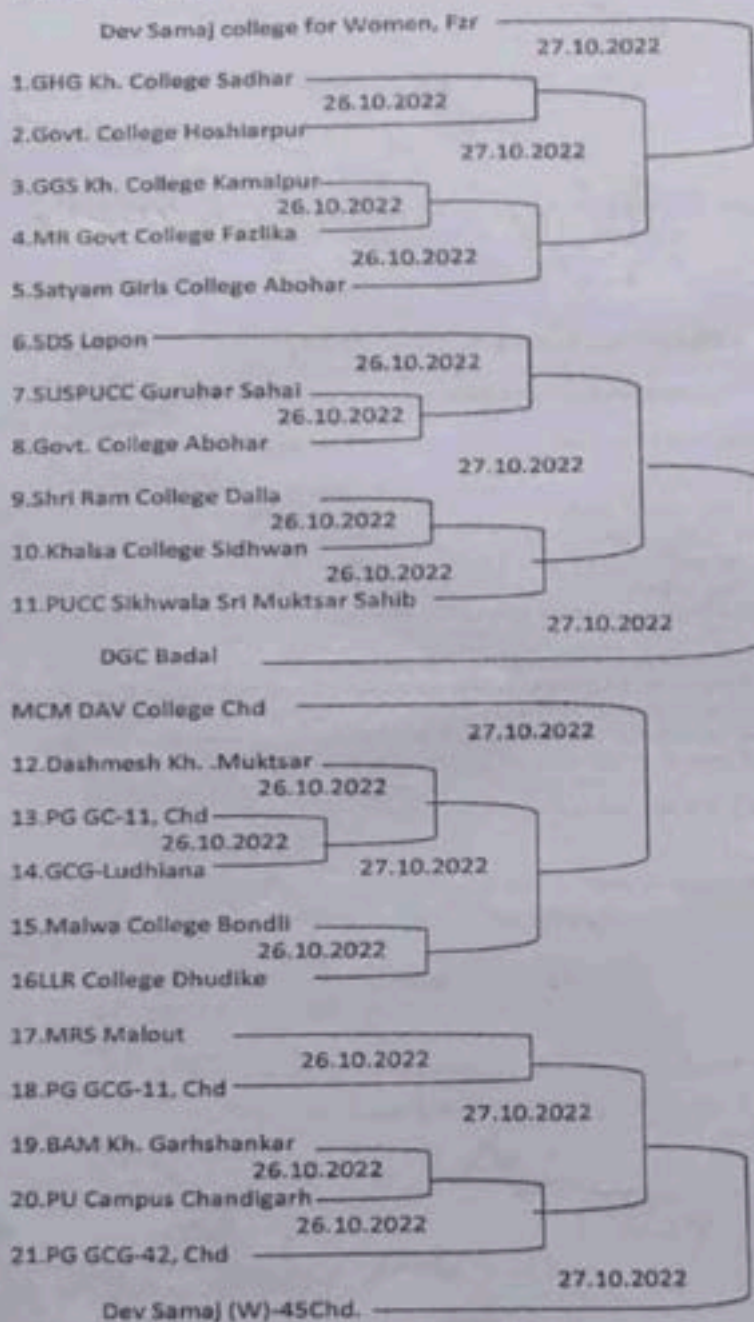 Dev Samaj college for Women, Fzr
27.10.2022
1.GHG Kh. College Sadhar
26.10.2022
2.Govt. College Hoshiarpur
27.10.2022
3.GGS Kh. College Kamalpur
26.10.2022
4.MR Govt College Fazlika
26.10.2022
5.Satyam Girls College Abohar
6.SDS Lopon
26.10.2022
7.SUSPUCC Guruhar Sahai
26.10.2022
8.Govt. College Abohar
27.10.2022
9.Shri Ram College Dalla
26.10.2022
10.Khalsa College Sidhwan
26.10.2022
11.PUCC Sikhwala Sri Muktsar Sahib
27.10.2022
DGC Badal
MCM DAV College Chd
27.10.2022
12.Dashmesh Kh. .Muktsar
26.10.2022
13.PG GC-11, Chd
26.10.2022
14.GCG-Ludhiana
27.10.2022
15.Malwa College Bondli
26.10.2022
16LLR College Dhudike
17.MRS Malout
26.10.2022
18.PG GCG-11, Chd
27.10.2022
19.BAM Kh. Garhshankar
26.10.2022
20.PU Campus Chandigarh
26.10.2022
21.PG GCG-42, Chd
27.10.2022
Dev Samaj (W)-45Chd.